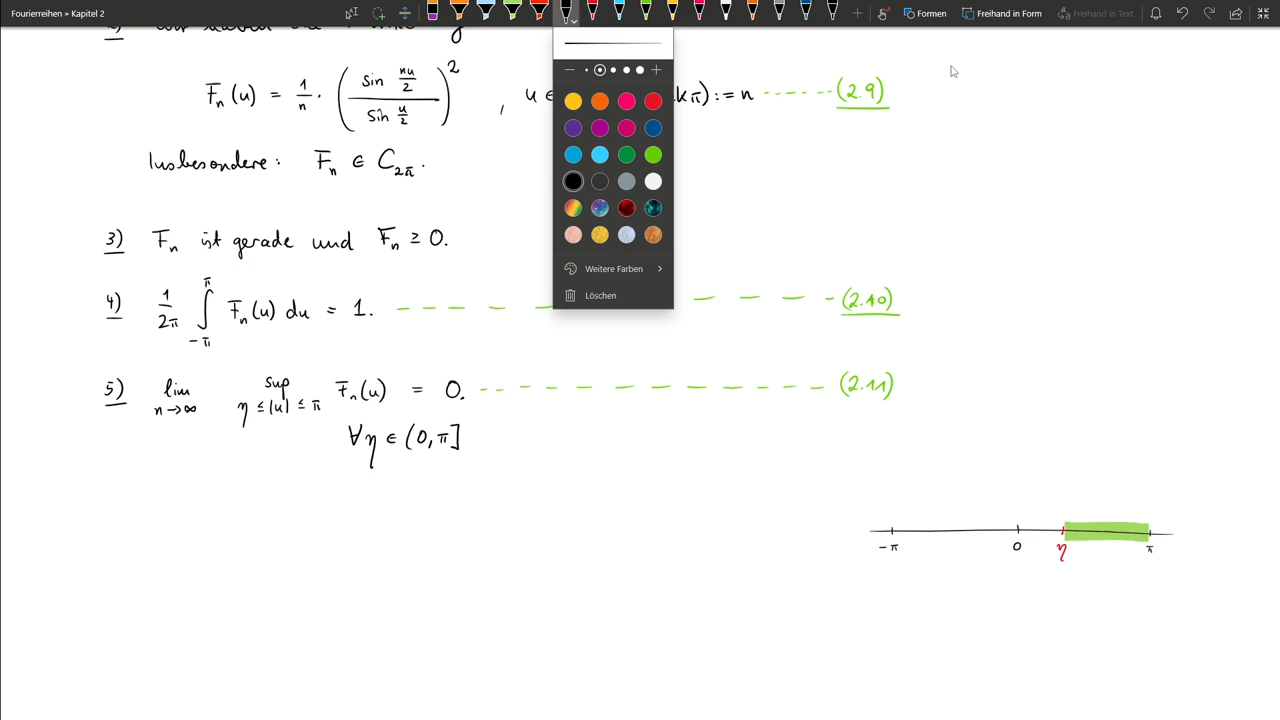 Fourierreihen » Kapitel 2
Formen
Freihand in Form
Freihand in Text
F_n(u) = 1/n · (sin nu/2 / sin u/2)^2 , u ∈ kπ) := n (2.9)
Insbesondere: F_n ∈ C_2π.
3) F_n ist gerade und F_n ≥ 0.
4) 1/2π ∫_-π^π F_n(u) du = 1. (2.10)
5) lim n→∞ sup η ≤ |u| ≤ π F_n(u) = 0. (2.11)
∀η ∈ (0, π]
-π 0 η π
Weitere Farben
Löschen